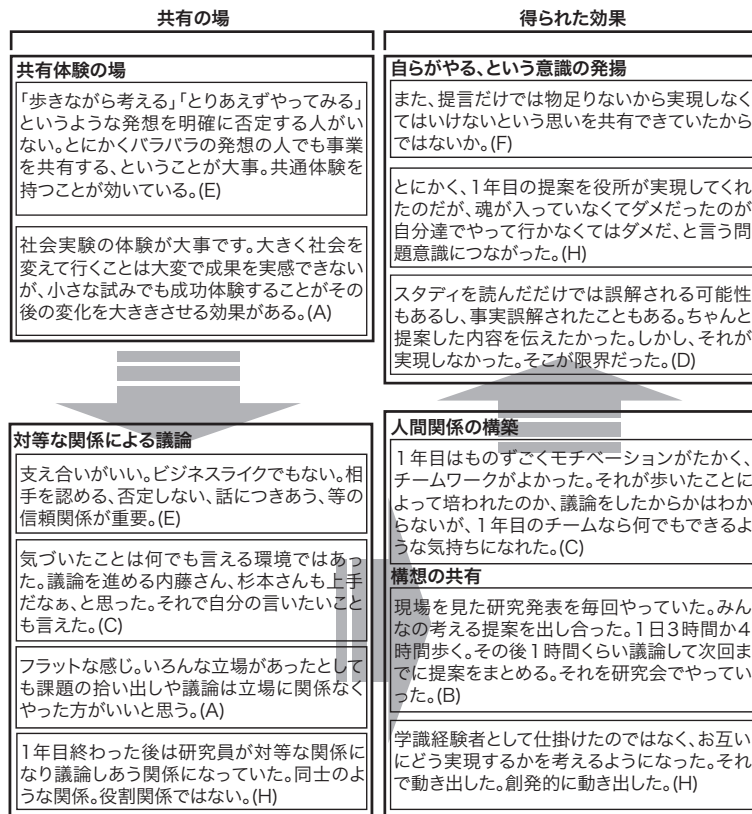 共有の場
共有体験の場
「歩きながら考える」「とりあえずやってみる」
というような発想を明確に否定する人がい
ない。とにかくバラバラの発想の人でも事業
を共有する、ということが大事。共通体験を
持つことが効いている。(E)
社会実験の体験が大事です。大きく社会を
変えて行くことは大変で成果を実感できない
が、小さな試みでも成功体験することがその
後の変化を大ききさせる効果がある。(A)
対等な関係による議論
支え合いがいい。ビジネスライクでもない。相
手を認める、否定しない、話につきあう、等の
信頼関係が重要。(E)
気づいたことは何でも言える環境ではあっ
た。議論を進める内藤さん、杉本さんも上手
だなぁ、と思った。それで自分の言いたいこと
も言えた。(C)
フラットな感じ。いろんな立場があったとして
も課題の拾い出しや議論は立場に関係なく
やった方がいいと思う。(A)
1年目終わった後は研究員が対等な関係に
なり議論しあう関係になっていた。同士のよ
うな関係。役割関係ではない。(H)
得られた効果
自らがやる、という意識の発揚
また、提言だけでは物足りないから実現しなく
てはいけないという思いを共有できていたから
ではないか。(F)
とにかく、1年目の提案を役所が実現してくれ
たのだが、魂が入っていなくてダメだったのが
自分達でやって行かなくてはダメだ、と言う問
題意識につながった。(H)
スタディを読んだだけでは誤解される可能性
もあるし、事実誤解されたこともある。ちゃんと
提案した内容を伝えたかった。しかし、それが
実現しなかった。そこが限界だった。(D)
人間関係の構築
1年目はものすごくモチベーションがたかく、
チームワークがよかった。それが歩いたことに
よって培われたのか、議論をしたからかはわか
らないが、1年目のチームなら何でもできるよ
うな気持ちになれた。(C)
構想の共有
現場を見た研究発表を毎回やっていた。みん
なの考える提案を出し合った。1日3時間か4
時間歩く。その後1時間くらい議論して次回ま
でに提案をまとめる。それを研究会でやってい
った。(B)
学識経験者として仕掛けたのではなく、お互い
にどう実現するかを考えるようになった。それ
で動き出した。創発的に動き出した。(H)